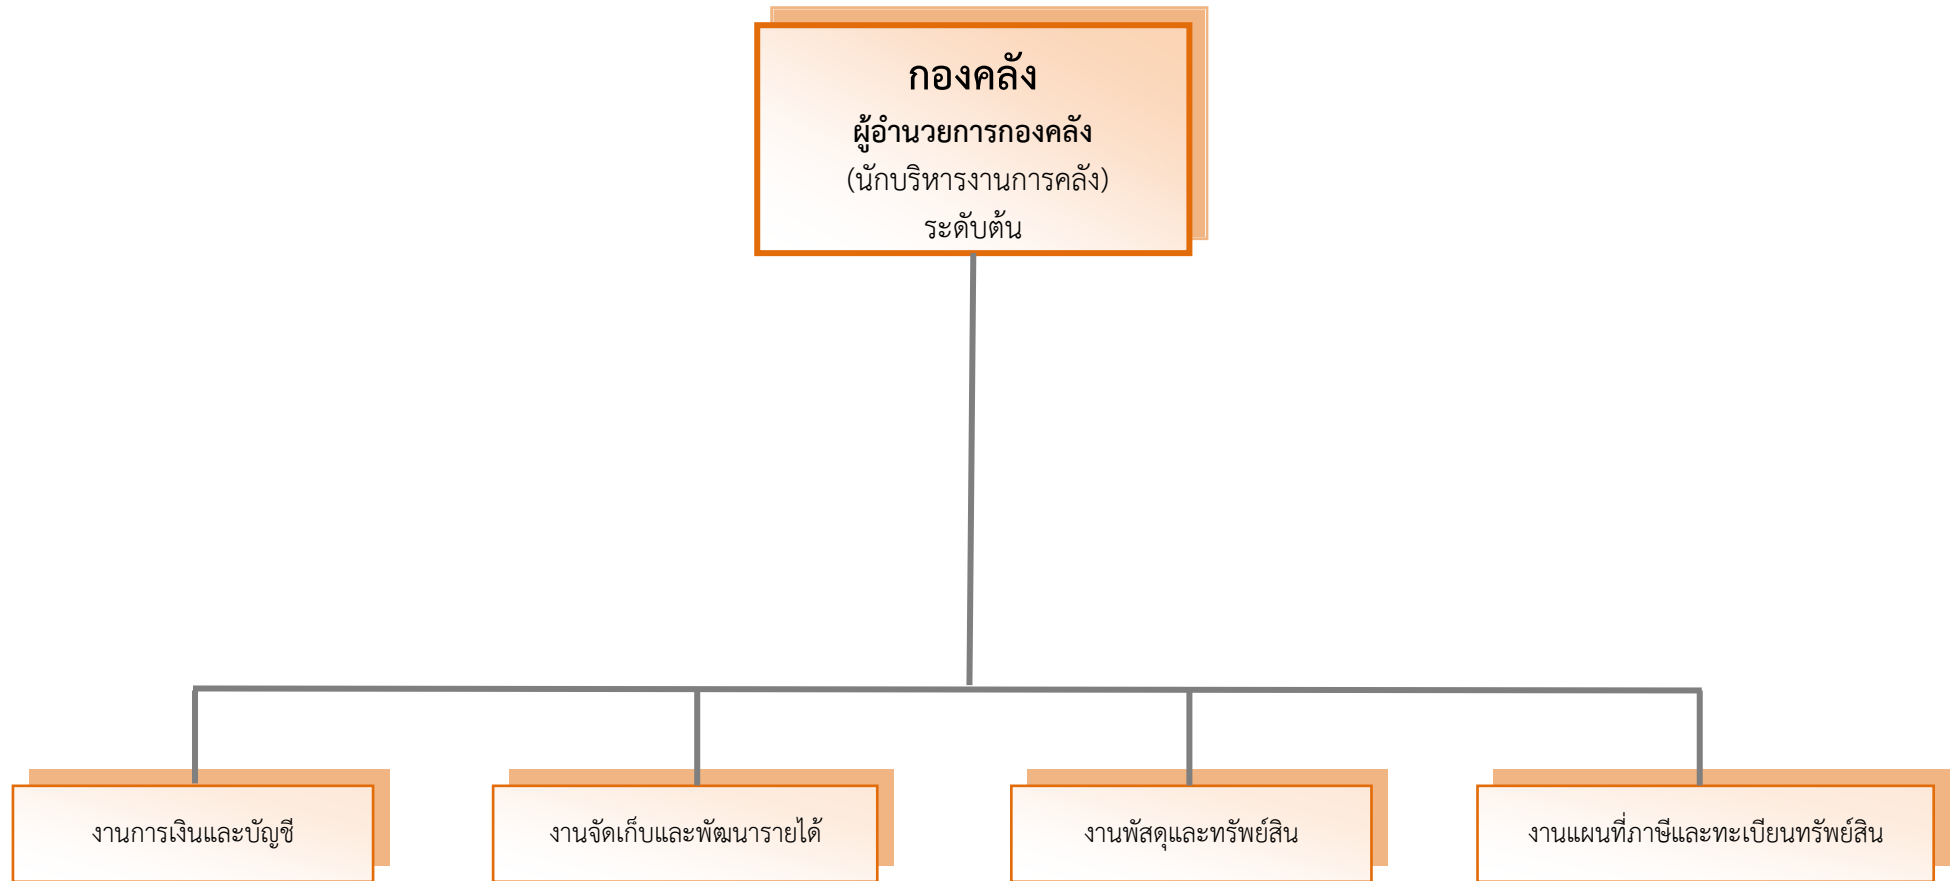 กองคลัง
ผู้อำนวยการกองคลัง
(นักบริหารงานการคลัง)
ระดับต้น
งานการเงินและบัญชี
งานจัดเก็บและพัฒนารายได้
งานพัสดุและทรัพย์สิน
งานแผนที่ภาษีและทะเบียนทรัพย์สิน